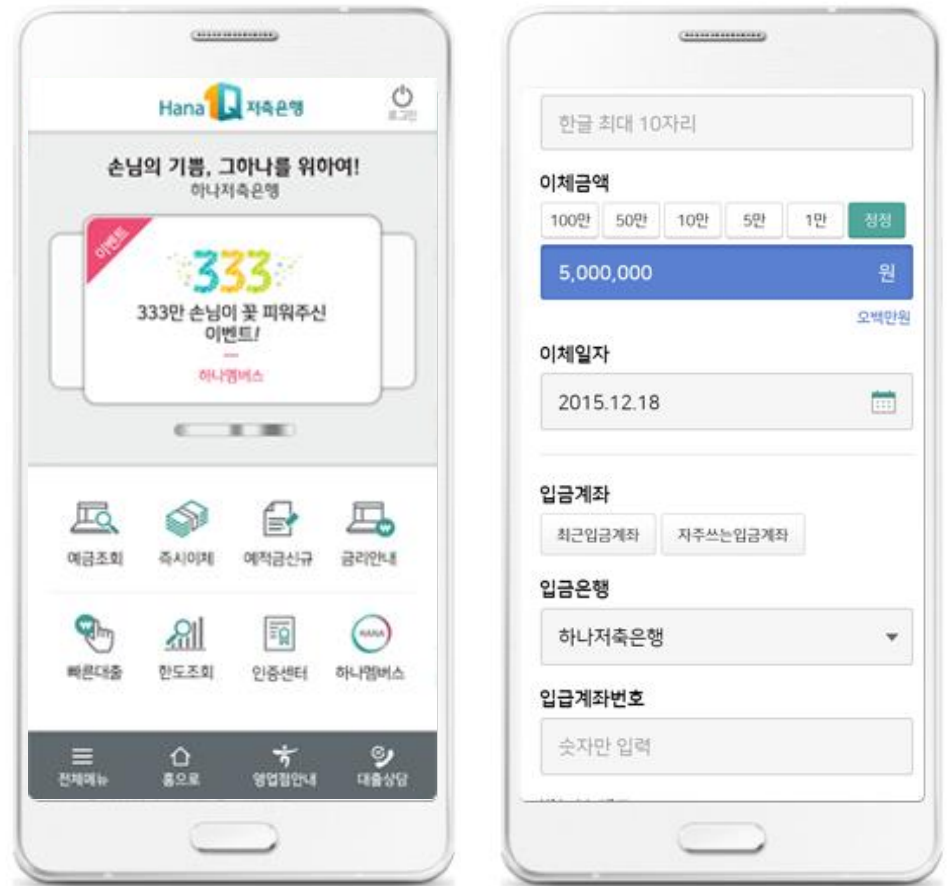 Hana 1Q 저축은행
로그인
손님의 기쁨, 그하나를 위하여!
하나저축은행
이벤트
333
333만 손님이 꽃 피워주신
이벤트!
하나멤버스
예금조회 즉시이체 예적금신규 금리안내
HANA
빠른대출 한도조회 인증센터 하나멤버스
전체메뉴 홈으로 영업점안내 대출상담
한글 최대 10자리
이체금액
100만 50만 10만 5만 1만 정정
5,000,000 원
오백만원
이체일자
2015.12.18
입금계좌
최근입금계좌 자주쓰는입금계좌
입금은행
하나저축은행
입급계좌번호
숫자만 입력